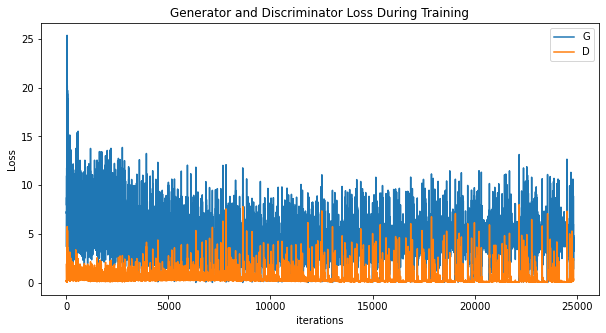 Generator and Discriminator Loss During Training
G
D
25
20
15
10
5
0
Loss
0 5000 10000 15000 20000 25000
iterations